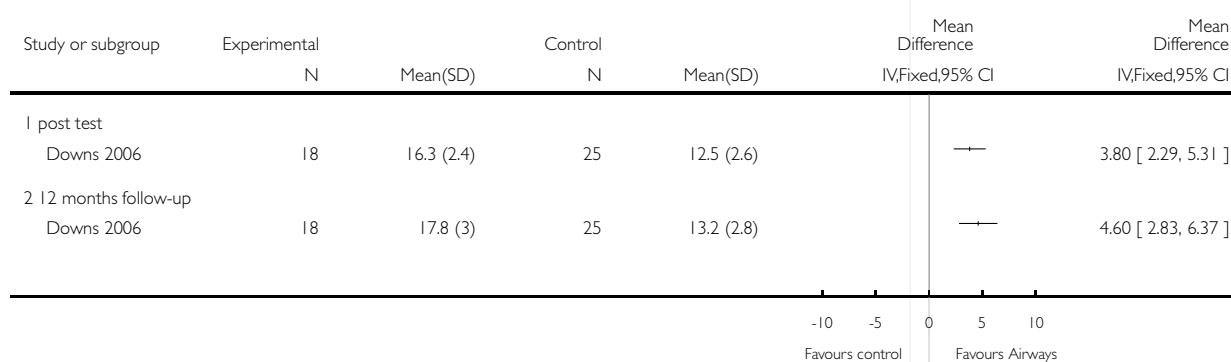 Mean Mean
Study or subgroup Experimental Control Difference Difference
N Mean(SD) N Mean(SD) IV,Fixed,95% CI IV,Fixed,95% CI
1 post test
Downs 2006 18 16.3 (2.4) 25 12.5 (2.6) 3.80 [ 2.29, 5.31 ]
2 12 months follow-up
Downs 2006 18 17.8 (3) 25 13.2 (2.8) 4.60 [ 2.83, 6.37 ]
-10 -5 0 5 10
Favours control Favours Airways